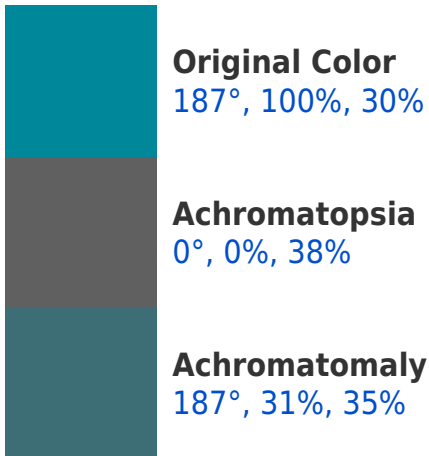 Original Color
187°, 100%, 30%
Achromatopsia
0°, 0%, 38%
Achromatomaly
187°, 31%, 35%